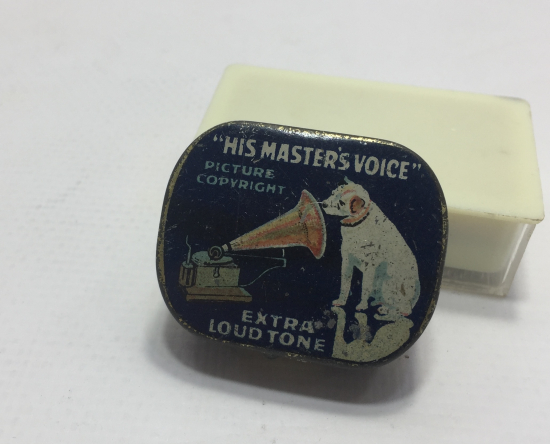 "HIS MASTER'S VOICE"
PICTURE
COPYRIGHT
EXTRA
LOUD TONE